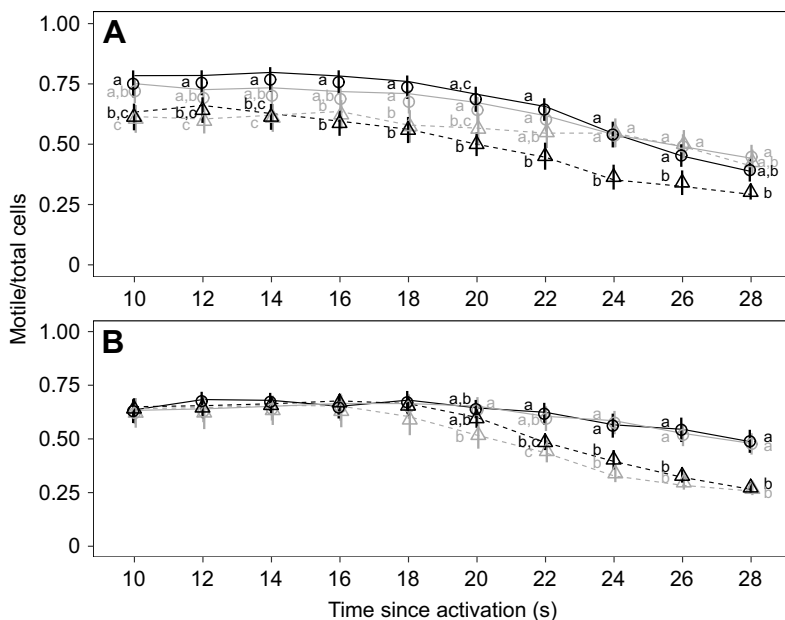 A
1.00
0.75
0.50
0.25
0
a a a a a a,c a a a a,b
a,b a,b a,b a,b a a a a a a
b,c b,c b,c b b b b b b b
c c c b b b,c a,b a a a,b
10 12 14 16 18 20 22 24 26 28
Motile/total cells
B
1.00
0.75
0.50
0.25
0
a,b a a a a
a a,b a a a
a,b b,c b b b
b c b b b
10 12 14 16 18 20 22 24 26 28
Time since activation (s)